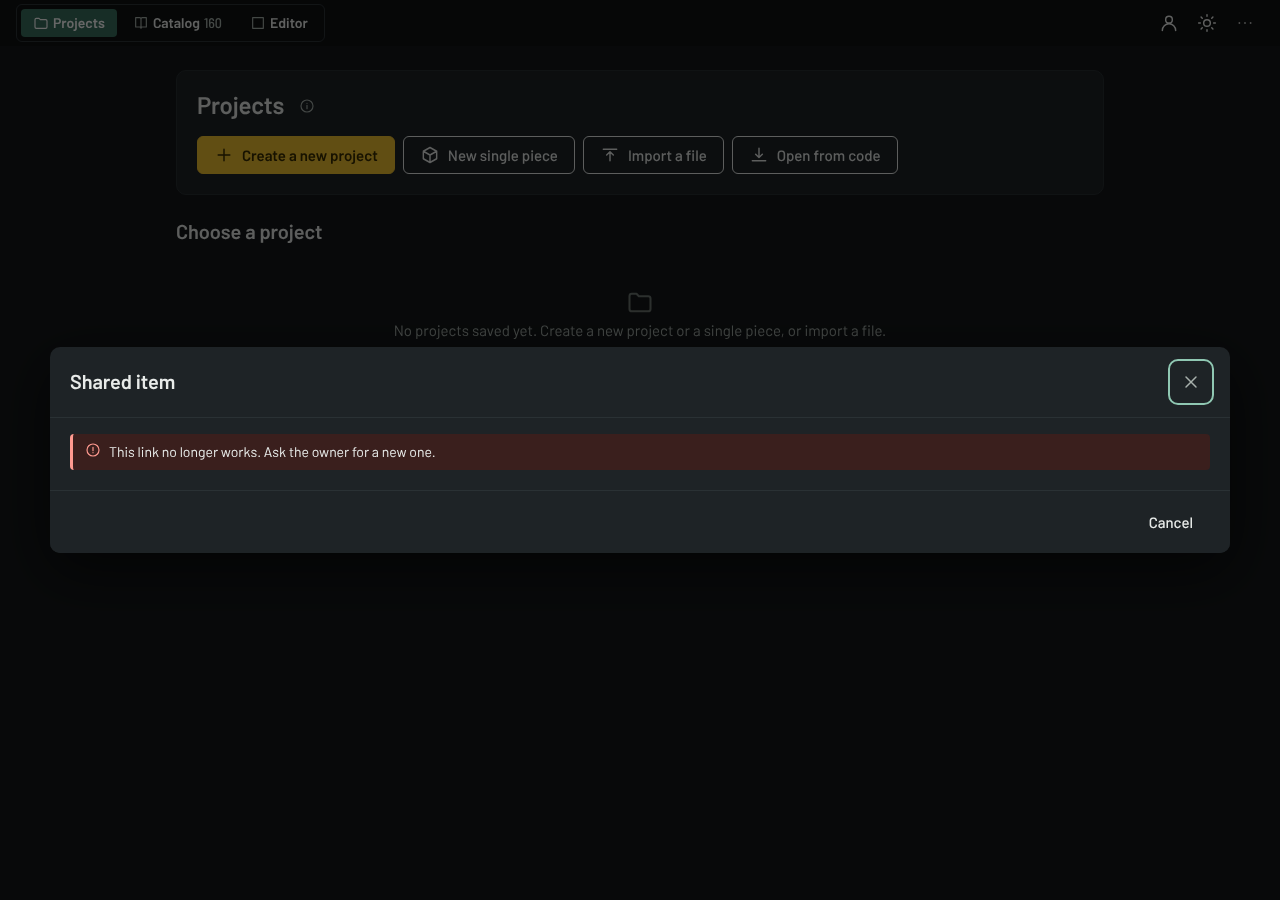 Projects Catalog 160 Editor
Projects
Create a new project New single piece Import a file Open from code
Choose a project
No projects saved yet. Create a new project or a single piece, or import a file.
Shared item
This link no longer works. Ask the owner for a new one.
Cancel